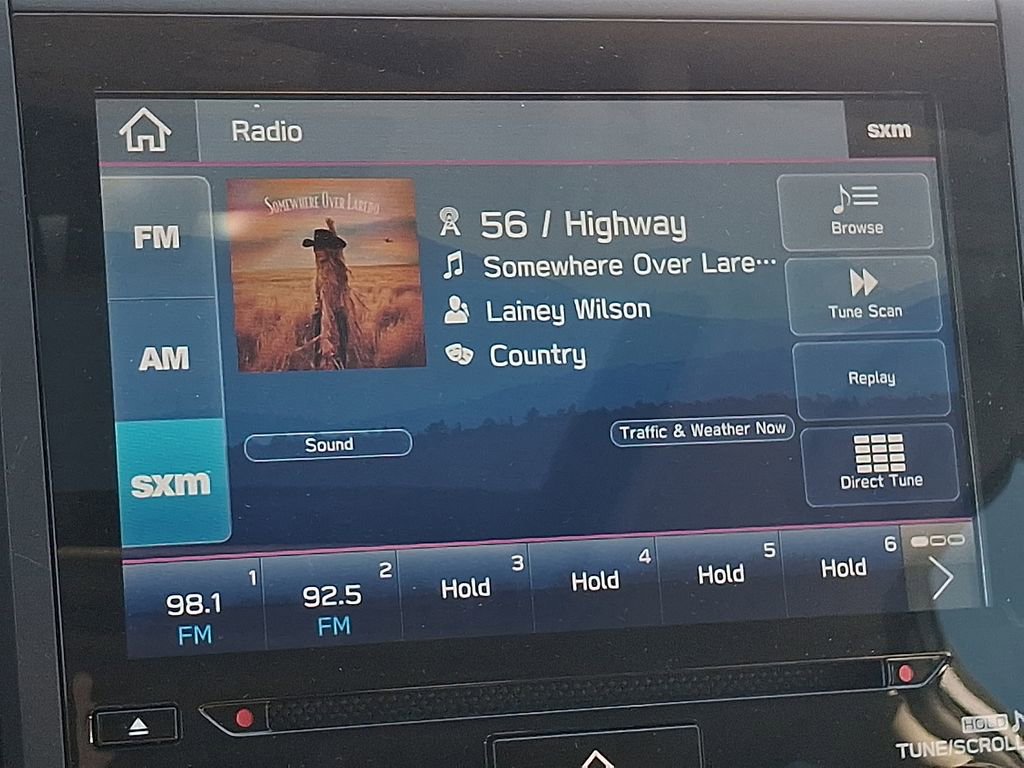 Radio
sxm
FM
AM
sxm
SOMEWHERE OVER LAREDO
56 / Highway
Somewhere Over Lare···
Lainey Wilson
Country
Browse
Tune Scan
Replay
Direct Tune
Sound
Traffic & Weather Now
1
98.1
FM
2
92.5
FM
3
Hold
4
Hold
5
Hold
6
Hold
HOLD
TUNE/SCROLL